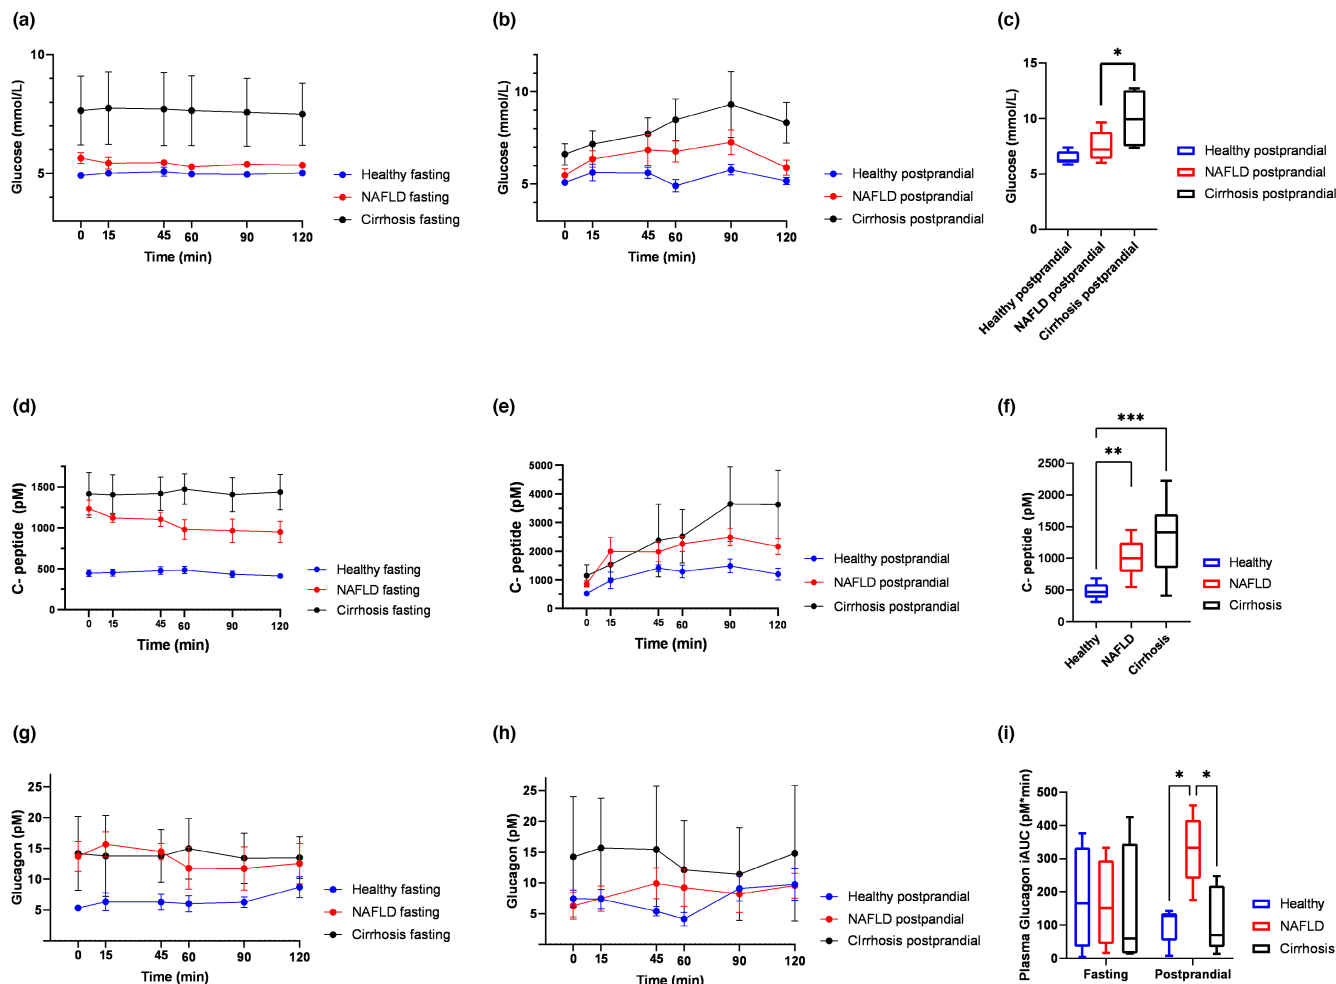 (a)
10
5
Glucose (mmol/L)
0 15 45 60 90 120
Time (min)
Healthy fasting
NAFLD fasting
Cirrhosis fasting
(b)
10
5
Glucose (mmol/L)
0 15 45 60 90 120
Time (min)
Healthy postprandial
NAFLD postprandial
Cirrhosis postprandial
(c)
*
15
10
5
0
Glucose (mmol/L)
Healthy postprandial
NAFLD postprandial
Cirrhosis postprandial
Healthy postprandial
NAFLD postprandial
Cirrhosis postprandial
(d)
1500
1000
500
0
C- peptide (pM)
0 15 45 60 90 120
Time (min)
Healthy fasting
NAFLD fasting
Cirrhosis fasting
(e)
5000
4000
3000
2000
1000
0
C- peptide (pM)
0 15 45 60 90 120
Time (min)
Healthy postprandial
NAFLD postprandial
Cirrhosis postprandial
(f)
***
**
2500
2000
1500
1000
500
0
C- peptide (pM)
Healthy
NAFLD
Cirrhosis
Healthy
NAFLD
Cirrhosis
(g)
25
20
15
10
5
Glucagon (pM)
0 15 45 60 90 120
Time (min)
Healthy fasting
NAFLD fasting
Cirrhosis fasting
(h)
25
20
15
10
5
Glucagon (pM)
0 15 45 60 90 120
Time (min)
Healthy postprandial
NAFLD postpandial
CIrrhosis postprandial
(i)
* *
500
400
300
200
100
0
Plasma Glucagon iAUC (pM*min)
Fasting Postprandial
Healthy
NAFLD
Cirrhosis